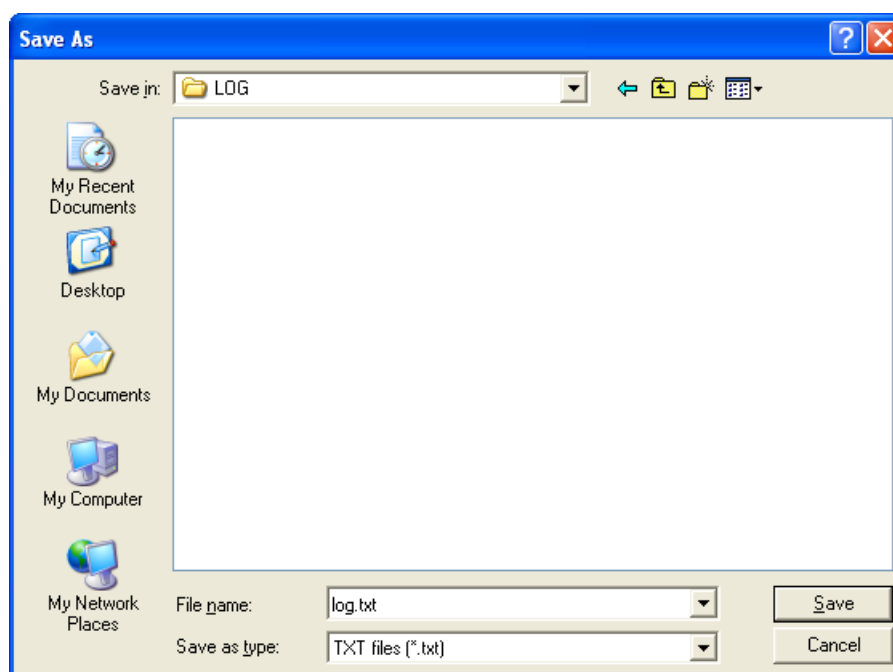 Save As
Save in: LOG
My Recent
Documents
Desktop
My Documents
My Computer
My Network
Places
File name: log.txt
Save
Save as type: TXT files (*.txt)
Cancel